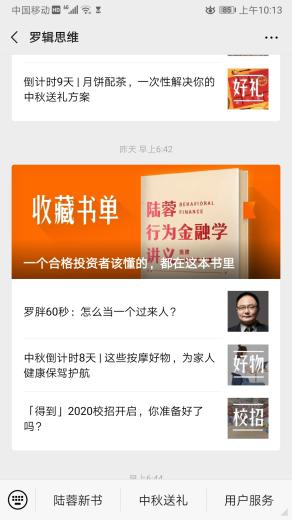 中国移动 HD 4G
85 上午10:13
罗辑思维
倒计时9天 | 月饼配茶，一次性解决你的
中秋送礼方案
好礼
昨天 早上6:42
收藏书单
BEHAVIORAL
FINANCE
陆蓉
行为金融学
讲义
一个合格投资者该懂的，都在这本书里
罗胖60秒：怎么当一个过来人？
中秋倒计时8天 | 这些按摩好物，为家人
健康保驾护航
好物
「得到」2020校招开启，你准备好了
吗？
校招
早上6:44
陆蓉新书
中秋送礼
用户服务